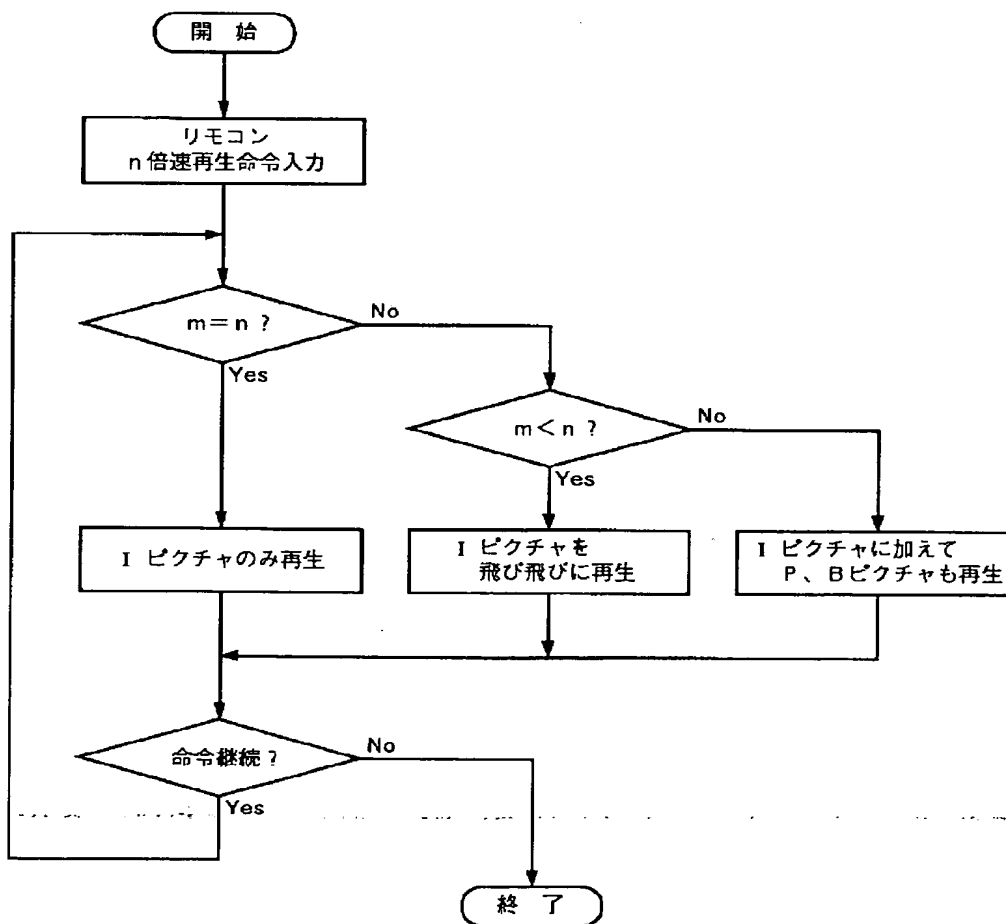 開始
リモコン
n倍速再生命令入力
m=n ?
No
Yes
m<n ?
No
Yes
I ピクチャのみ再生
I ピクチャを
飛び飛びに再生
I ピクチャに加えて
P、Bピクチャも再生
命令継続?
No
Yes
終了